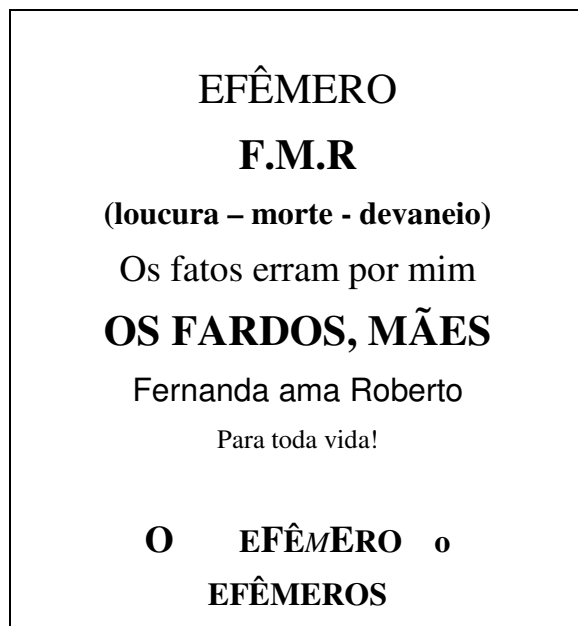 EFÊMERO
F.M.R
(loucura – morte - devaneio)
Os fatos erram por mim
OS FARDOS, MÃES
Fernanda ama Roberto
Para toda vida!
O EFÊMERO o
EFÊMEROS